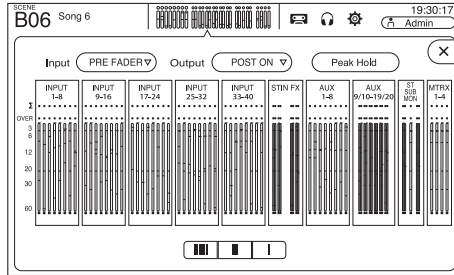 SCENE
B06 Song 6
19:30:17
Admin
Input PRE FADER Output POST ON Peak Hold
INPUT 1-8
INPUT 9-16
INPUT 17-24
INPUT 25-32
INPUT 33-40
STIN FX
AUX 1-8
AUX 9/10-19/20
ST SUB MON
MTRX 1-4
Σ
OVER
3
6
12
20
30
60